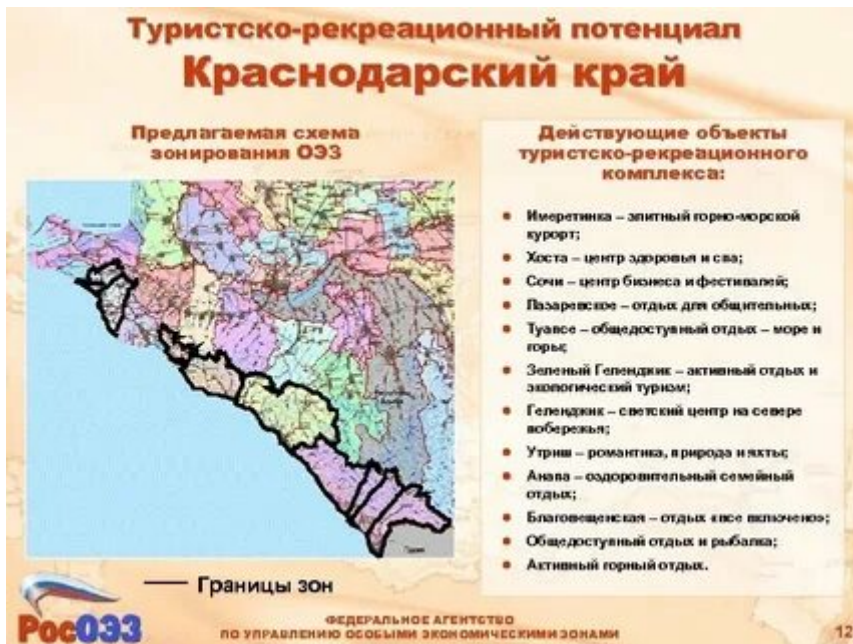 Туристско-рекреационный потенциал
Краснодарский край
Предлагаемая схема
зонирования ОЭЗ
Действующие объекты
туристско-рекреационного
комплекса:
Имеретинка – элитный горно-морской
курорт;
Хоста – центр здоровья и спа;
Сочи – центр бизнеса и фестивалей;
Лазаревское – отдых для общительных;
Туапсе – общедоступный отдых – море и
горы;
Зеленый Геленджик – активный отдых и
экологический туризм;
Геленджик – светский центр на севере
побережья;
Утриш – романтика, природа и яхты;
Анапа – оздоровительный семейный
отдых;
Благовещенская – отдых «все включено»;
Общедоступный отдых и рыбалка;
Активный горный отдых.
Границы зон
РосОЭЗ
ФЕДЕРАЛЬНОЕ АГЕНТСТВО
ПО УПРАВЛЕНИЮ ОСОБЫМИ ЭКОНОМИЧЕСКИМИ ЗОНАМИ
12